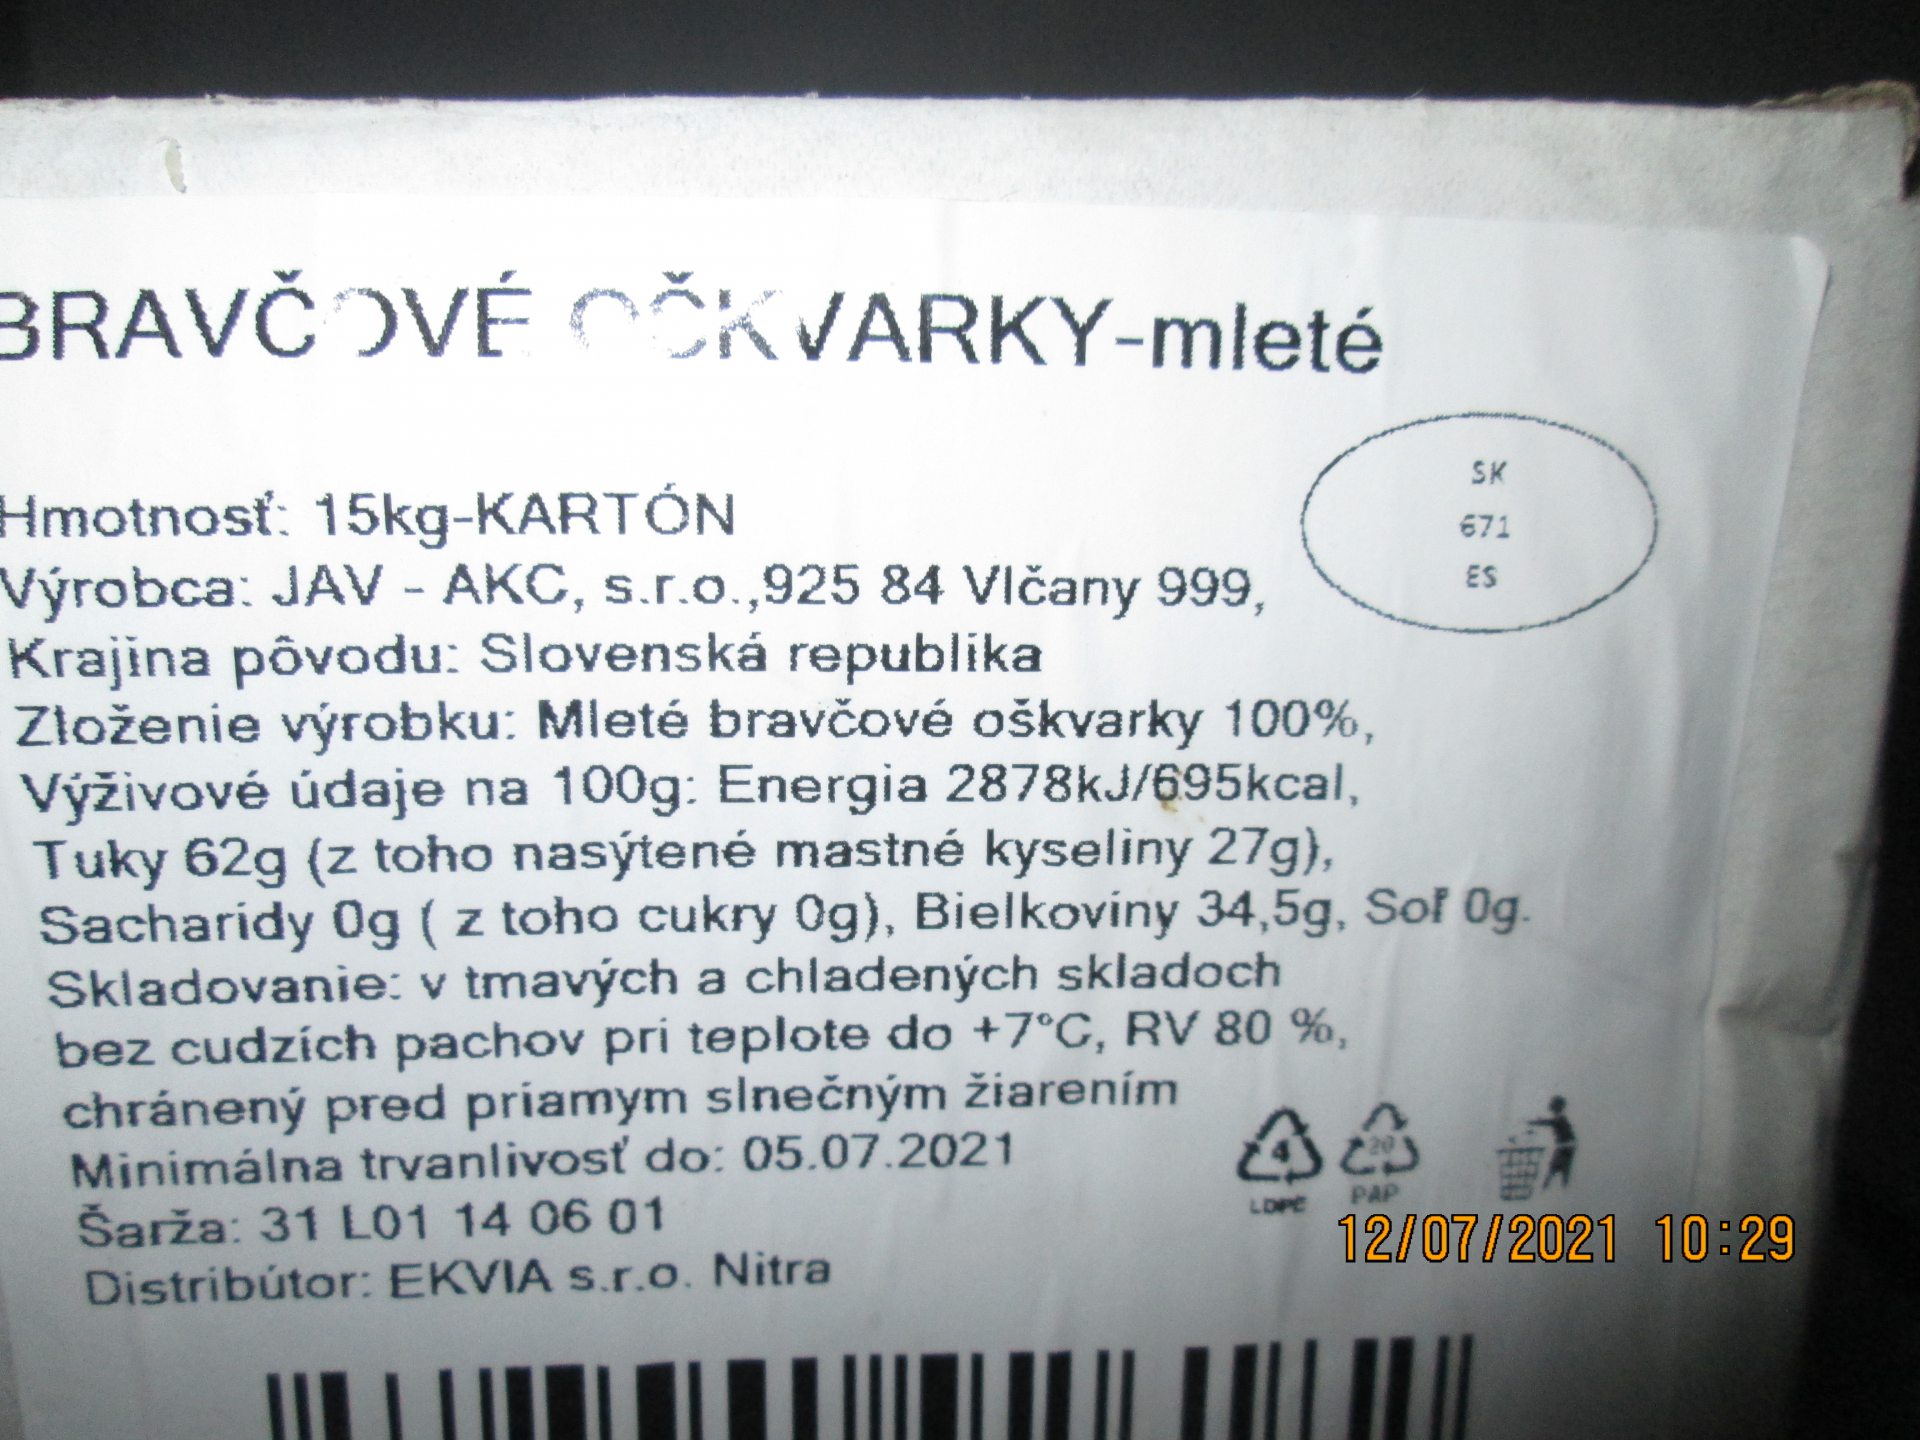 BRAVČOVÉ OČKVARKY-mleté
SK
671
ES
Hmotnosť: 15kg-KARTÓN
Výrobca: JAV - AKC, s.r.o.,925 84 Vlčany 999,
Krajina pôvodu: Slovenská republika
Zloženie výrobku: Mleté bravčové oškvarky 100%,
Výživové údaje na 100g: Energia 2878kJ/695kcal,
Tuky 62g (z toho nasýtené mastné kyseliny 27g),
Sacharidy 0g ( z toho cukry 0g), Bielkoviny 34,5g, Soľ 0g.
Skladovanie: v tmavých a chladených skladoch
bez cudzích pachov pri teplote do +7°C, RV 80 %,
chránený pred priamym slnečným žiarením
Minimálna trvanlivosť do: 05.07.2021
Šarža: 31 L01 14 06 01
Distribútor: EKVIA s.r.o. Nitra
4
LDPE
20
PAP
12/07/2021 10:29